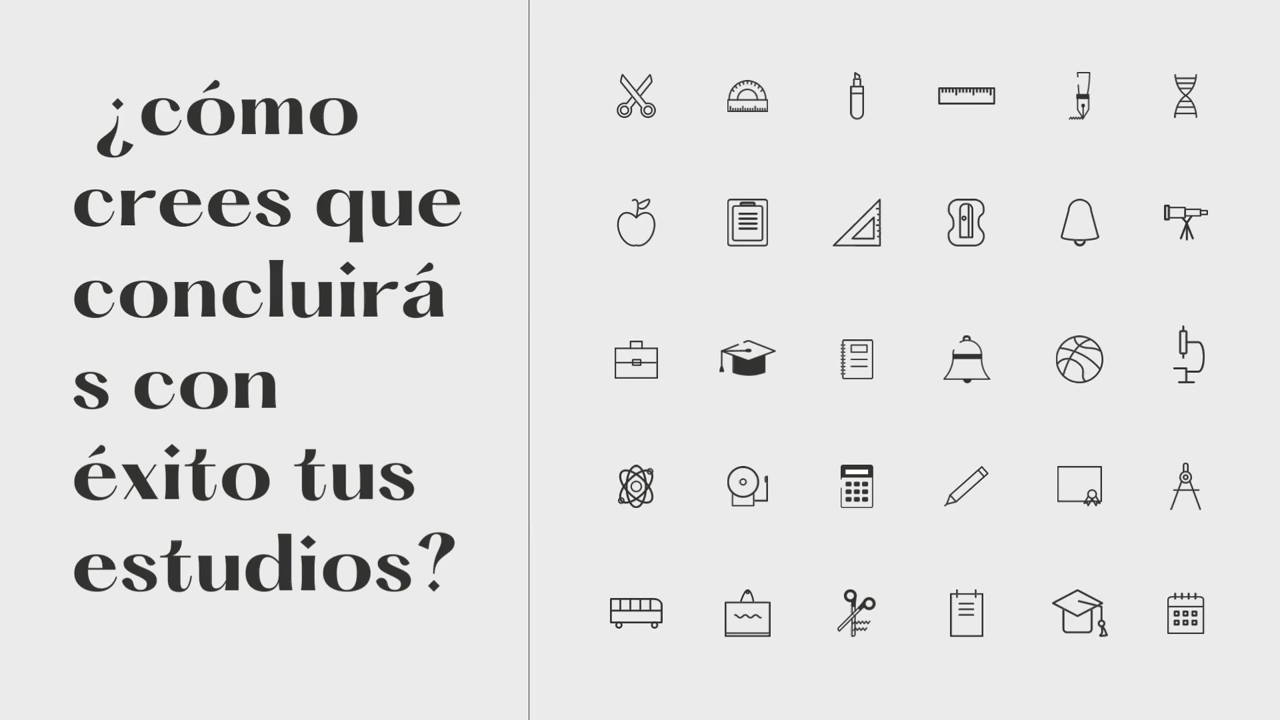 ¿cómo
crees que
concluirá
s con
éxito tus
estudios?